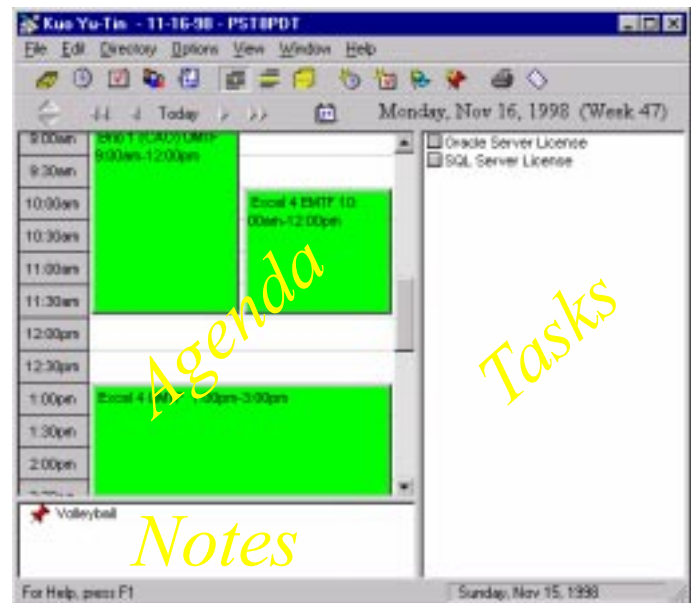 Kuo Yu-Tin - 11-16-98 - PST8PDT
File Edit Directory Options View Window Help
Today
Monday, Nov 16, 1998 (Week 47)
9:00am
9:00am-12:00pm
9:30am
10:00am
Excel 4 EMTF 10:
00am-12:00pm
10:30am
11:00am
11:30am
12:00pm
12:30pm
1:00pm
Excel 4 1:00pm-3:00pm
1:30pm
2:00pm
Agenda
Oracle Server License
SQL Server License
Tasks
Volleyball
Notes
For Help, press F1
Sunday, Nov 15, 1998